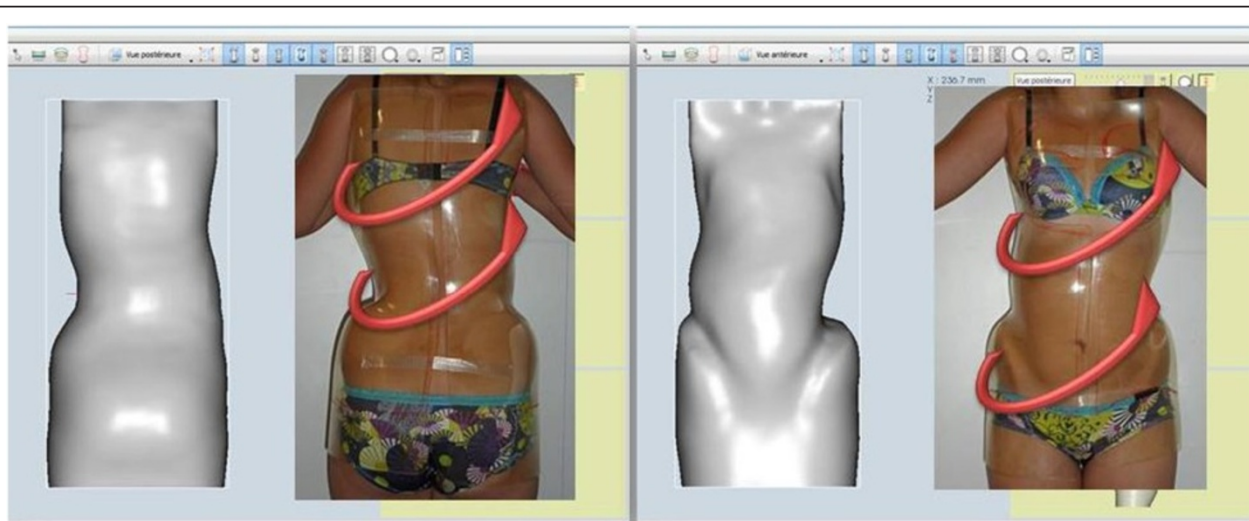 Vue postérieure
Vue antérieure
X : 236.7 mm
Vue postérieure
Y
Z